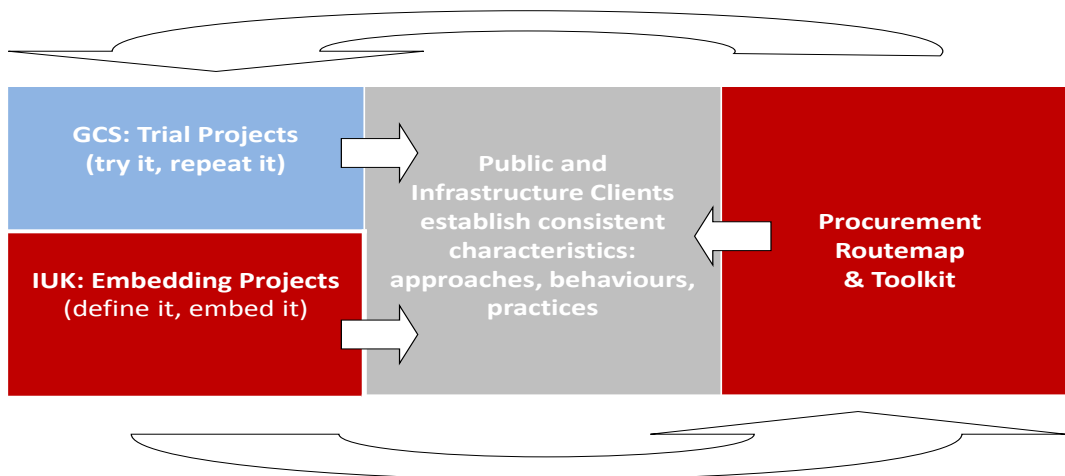 GCS: Trial Projects
(try it, repeat it)
IUK: Embedding Projects
(define it, embed it)
Public and
Infrastructure Clients
establish consistent
characteristics:
approaches, behaviours,
practices
Procurement
Routemap
& Toolkit